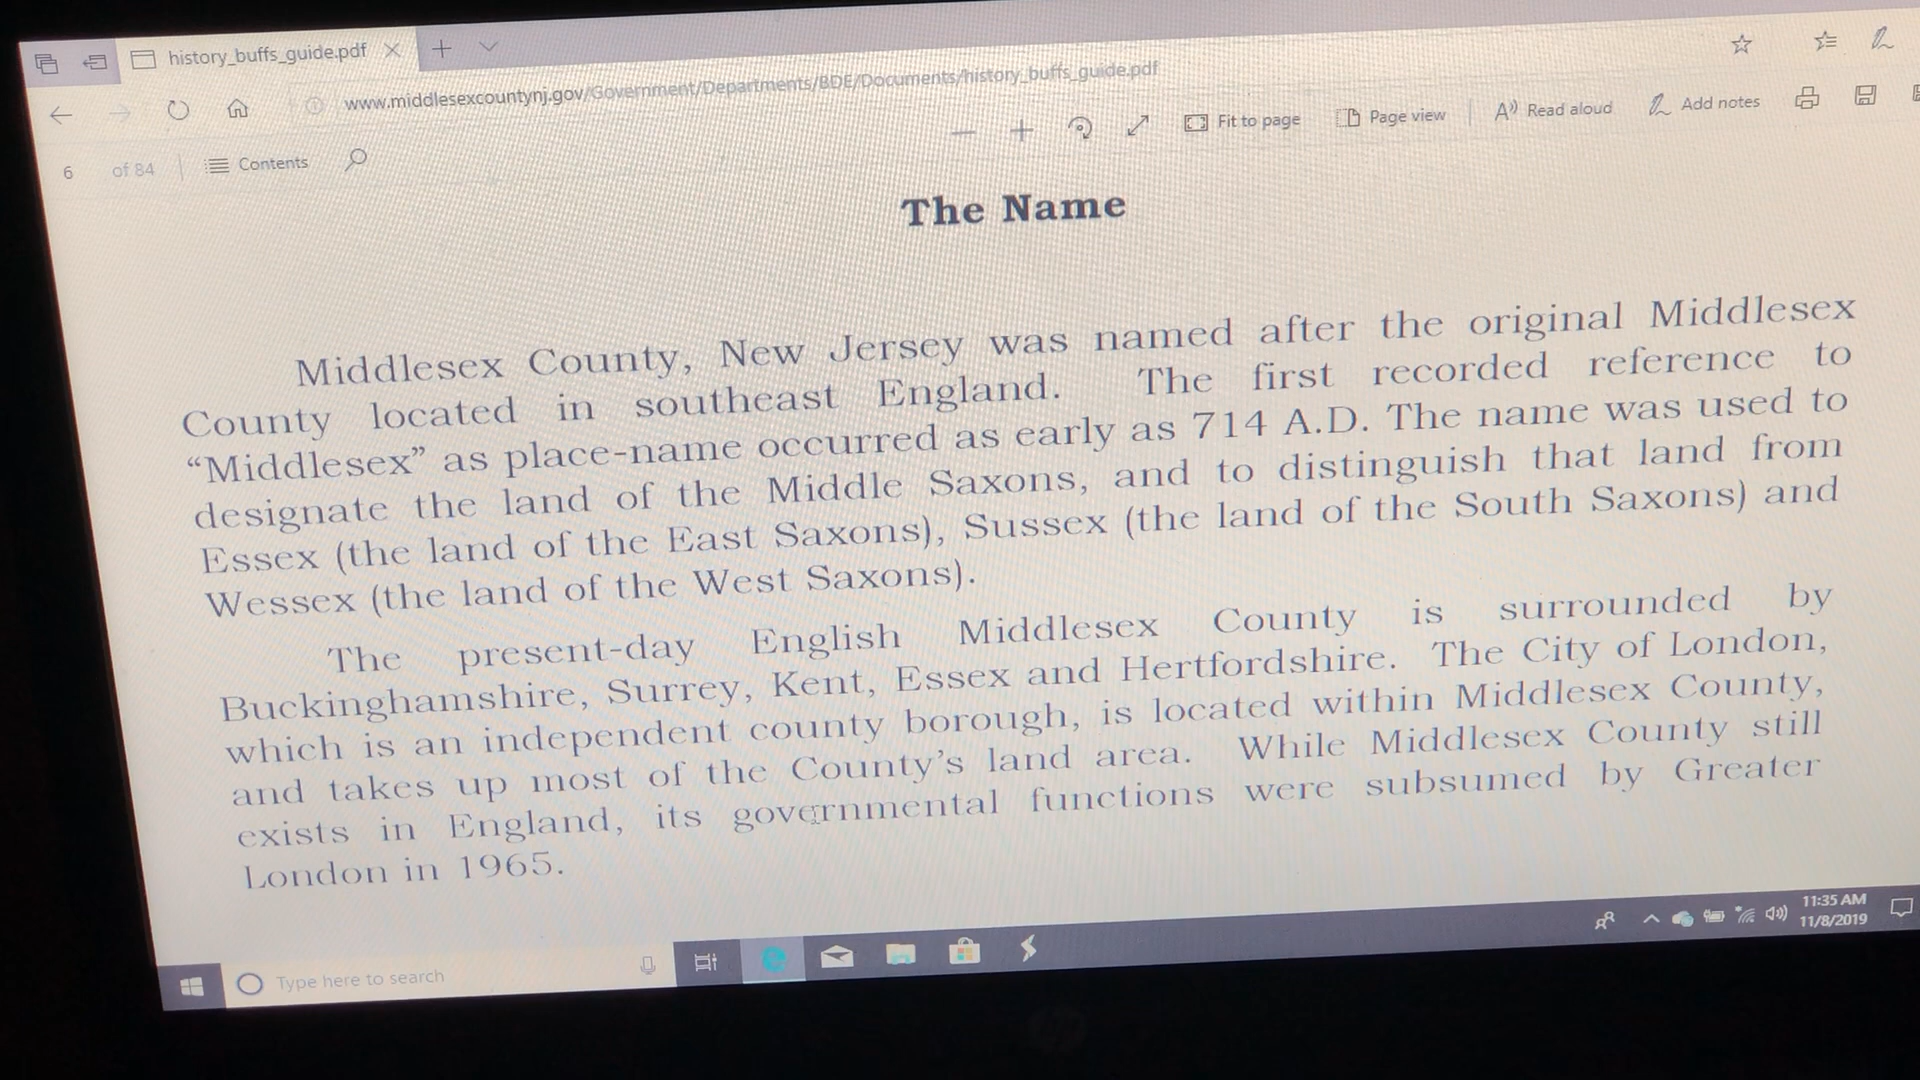 history_buffs_guide.pdf
www.middlesexcountynj.gov/Government/Departments/BDE/Documents/history_buffs_guide.pdf
6 of 84 Contents Fit to page Page view Read aloud Add notes
The Name
Middlesex County, New Jersey was named after the original Middlesex
County located in southeast England. The first recorded reference to
“Middlesex” as place-name occurred as early as 714 A.D. The name was used to
designate the land of the Middle Saxons, and to distinguish that land from
Essex (the land of the East Saxons), Sussex (the land of the South Saxons) and
Wessex (the land of the West Saxons).
The present-day English Middlesex County is surrounded by
Buckinghamshire, Surrey, Kent, Essex and Hertfordshire. The City of London,
which is an independent county borough, is located within Middlesex County,
and takes up most of the County’s land area. While Middlesex County still
exists in England, its governmental functions were subsumed by Greater
London in 1965.
11:35 AM
11/8/2019
Type here to search